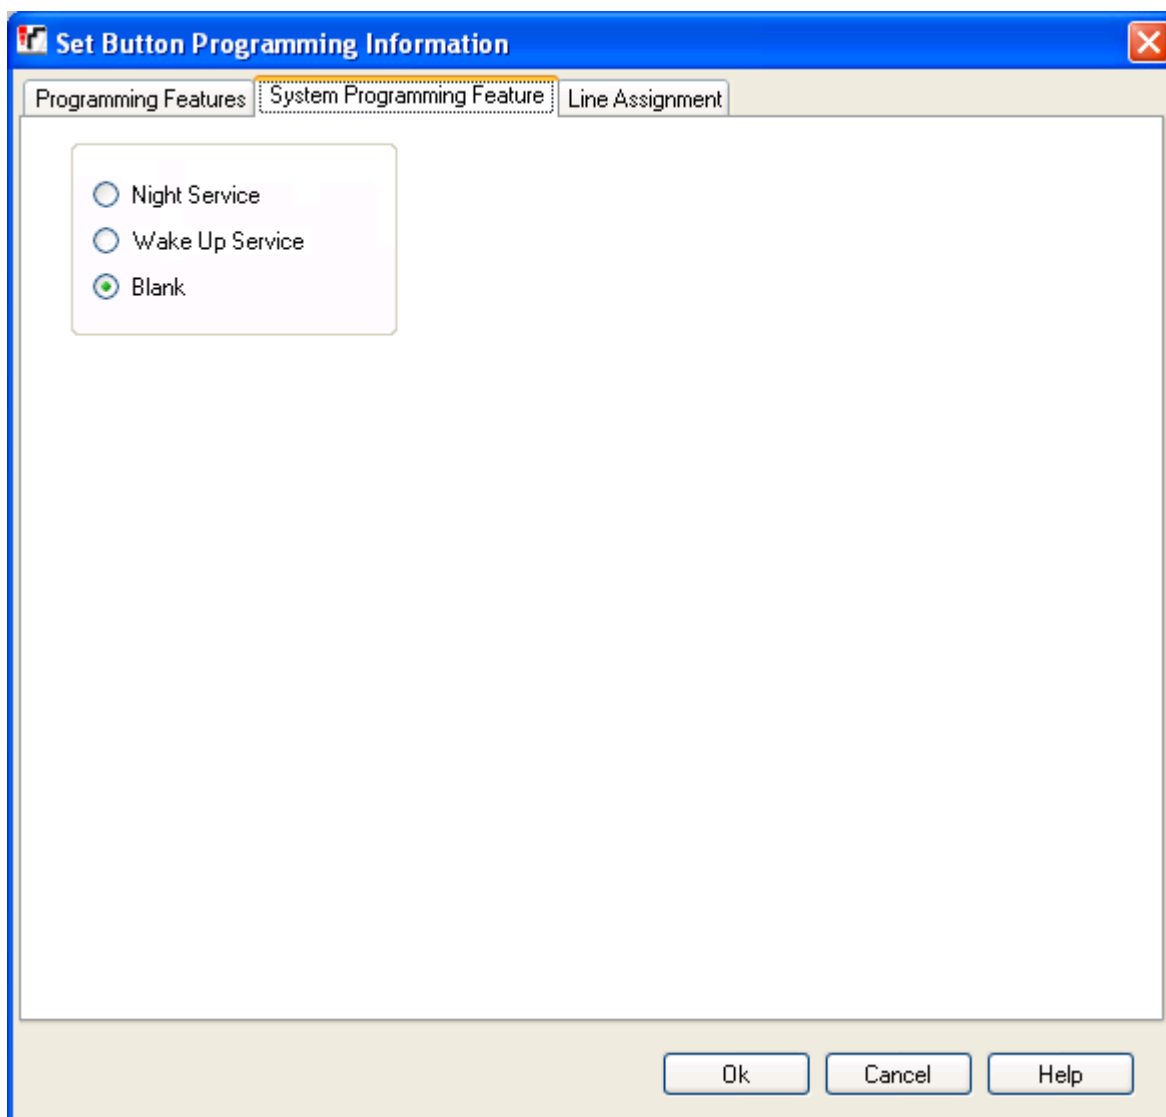 Set Button Programming Information
Programming Features System Programming Feature Line Assignment
Night Service
Wake Up Service
Blank
Ok Cancel Help